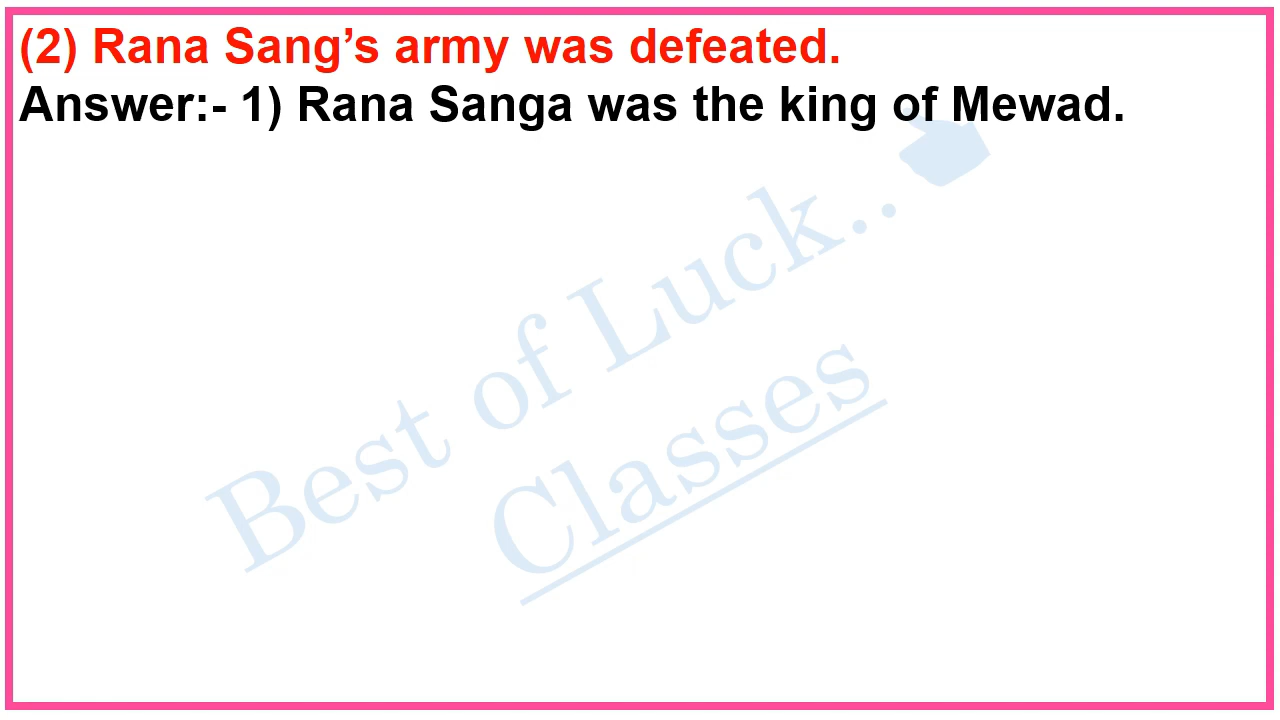 (2) Rana Sang’s army was defeated.
Answer:- 1) Rana Sanga was the king of Mewad.
Best of Luck..
Classes